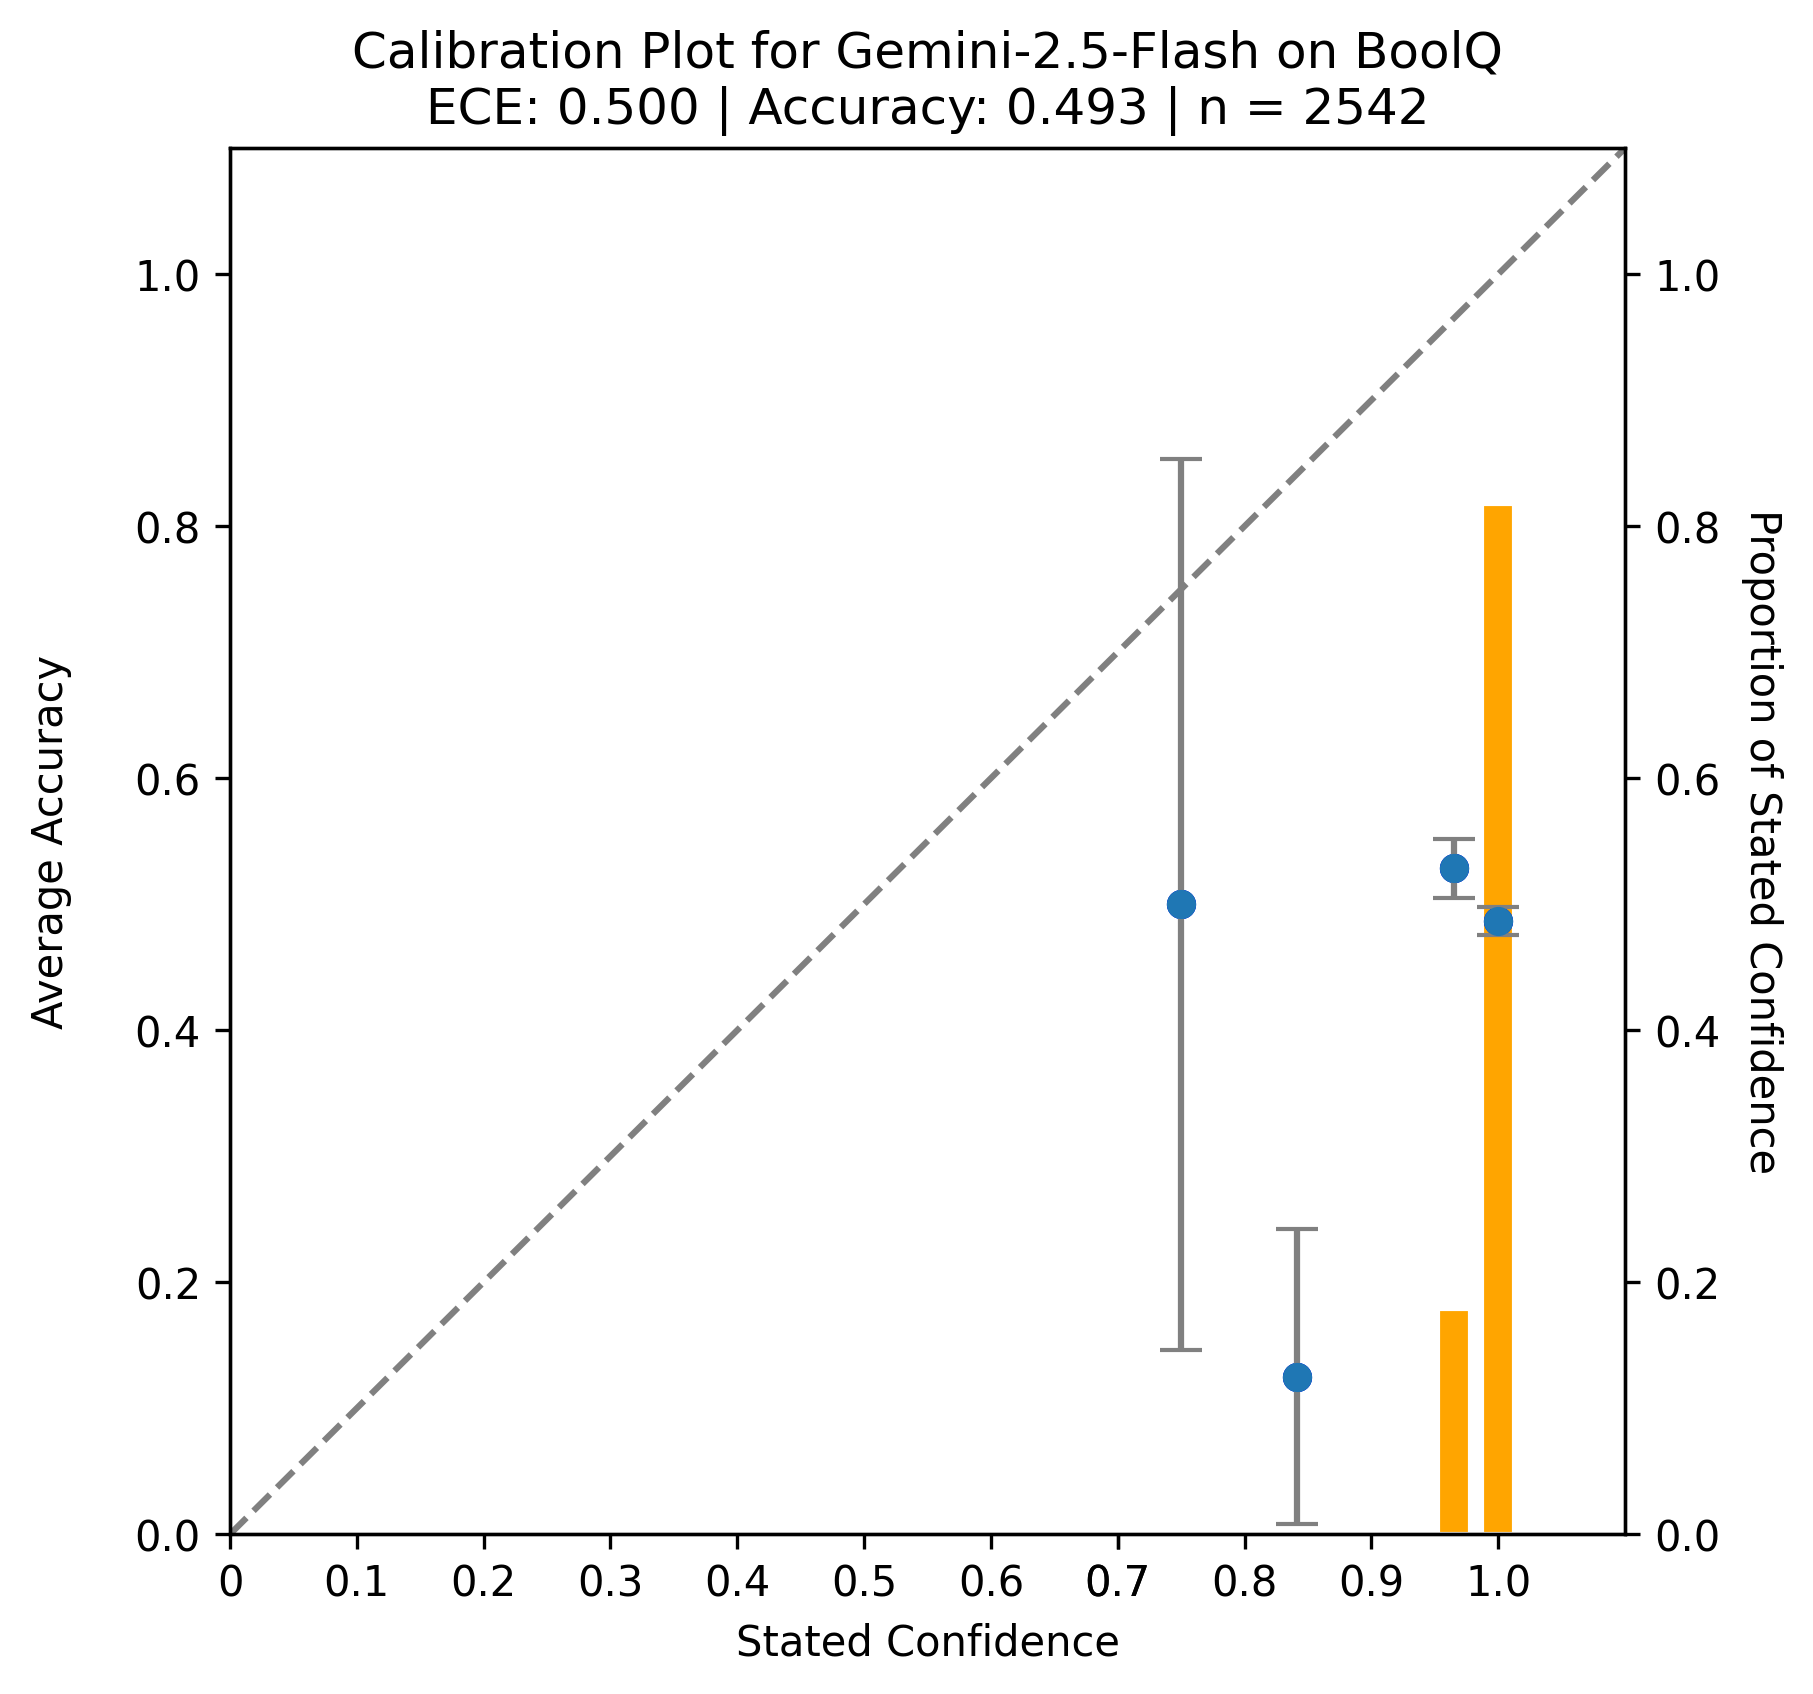 Calibration Plot for Gemini-2.5-Flash on BoolQ
ECE: 0.500 | Accuracy: 0.493 | n = 2542
Average Accuracy
1.0
0.8
0.6
0.4
0.2
0.0
0 0.1 0.2 0.3 0.4 0.5 0.6 0.7 0.8 0.9 1.0
Stated Confidence
1.0
0.8
0.6
0.4
0.2
0.0
Proportion of Stated Confidence